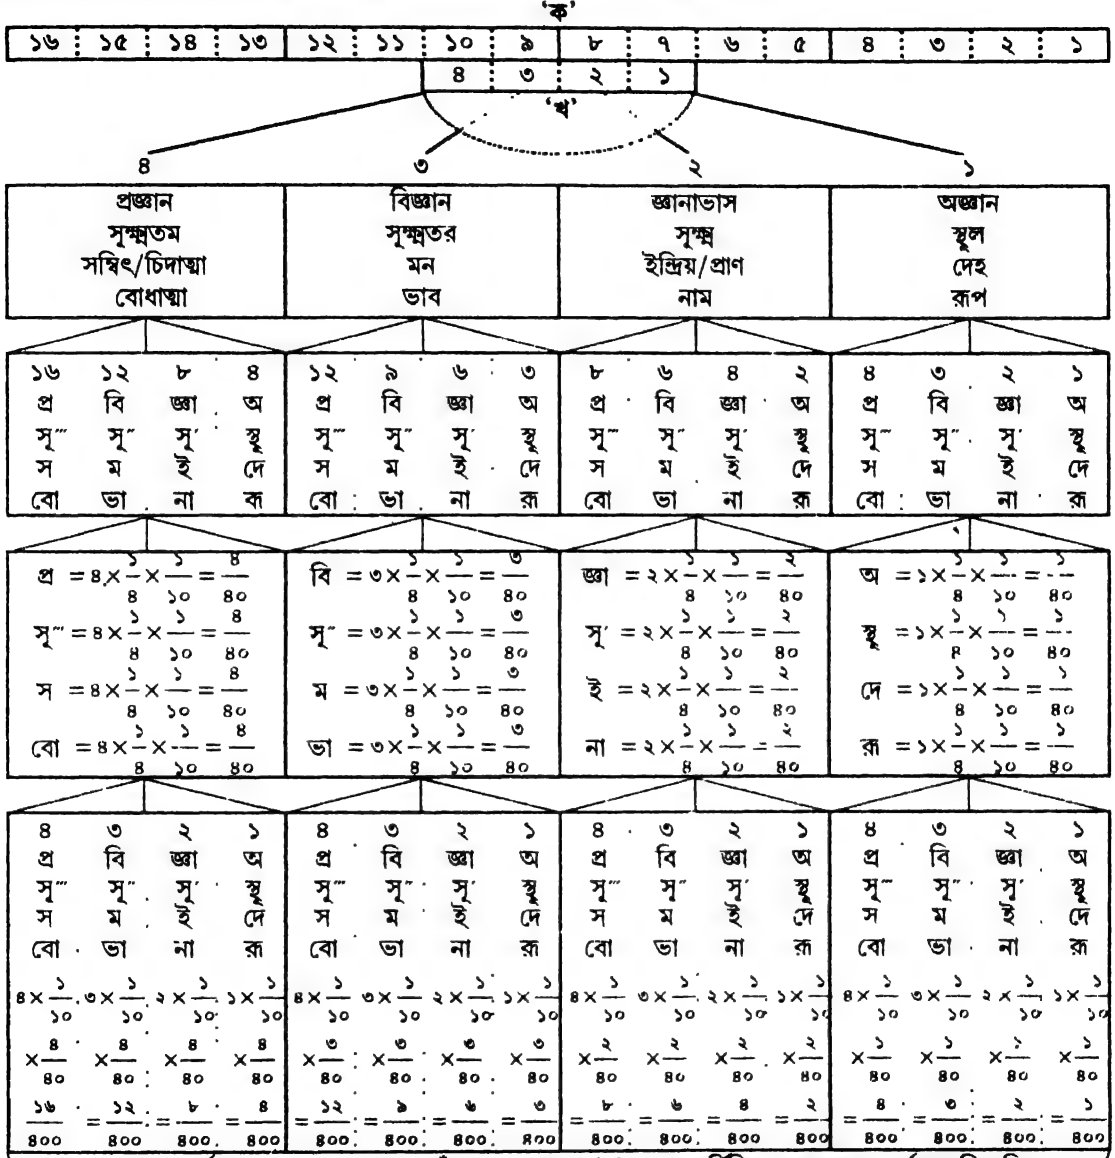 ‘ক’
১৬ ১৫ ১৪ ১৩ ১২ ১১ ১০ ৯ ৮ ৭ ৬ ৫ ৪ ৩ ২ ১
৪ ৩ ২ ১
‘খ’
৪ ৩ ২ ১
প্রজ্ঞান বিজ্ঞান জ্ঞানাভাস অজ্ঞান
সূক্ষ্মতম সূক্ষ্মতর সূক্ষ্ম স্থূল
সম্বিৎ/চিদাত্মা মন ইন্দ্রিয়/প্রাণ দেহ
বোধাত্মা ভাব নাম রূপ
১৬ ১২ ৮ ৪ ১২ ৯ ৬ ৩ ৮ ৬ ৪ ২ ৪ ৩ ২ ১
প্র বি জ্ঞা অ প্র বি জ্ঞা অ প্র বি জ্ঞা অ প্র বি জ্ঞা অ
সূ‴ সূ″ সূ′ স্থূ সূ‴ সূ″ সূ′ স্থূ সূ‴ সূ″ সূ′ স্থূ সূ‴ সূ″ সূ′ স্থূ
স ম ই দে স ম ই দে স ম ই দে স ম ই দে
বো ভা না রূ বো ভা না রূ বো ভা না রূ বো ভা না রূ
প্র = ৪ × ১/৪ × ১/১০ = ৪/৪০ বি = ৩ × ১/৪ × ১/১০ = ৩/৪০ জ্ঞা = ২ × ১/৪ × ১/১০ = ২/৪০ অ = ১ × ১/৪ × ১/১০ = ১/৪০
সূ‴ = ৪ × ১/৪ × ১/১০ = ৪/৪০ সূ″ = ৩ × ১/৪ × ১/১০ = ৩/৪০ সূ′ = ২ × ১/৪ × ১/১০ = ২/৪০ স্থূ = ১ × ১/৪ × ১/১০ = ১/৪০
স = ৪ × ১/৪ × ১/১০ = ৪/৪০ ম = ৩ × ১/৪ × ১/১০ = ৩/৪০ ই = ২ × ১/৪ × ১/১০ = ২/৪০ দে = ১ × ১/৪ × ১/১০ = ১/৪০
বো = ৪ × ১/৪ × ১/১০ = ৪/৪০ ভা = ৩ × ১/৪ × ১/১০ = ৩/৪০ না = ২ × ১/৪ × ১/১০ = ২/৪০ রূ = ১ × ১/৪ × ১/১০ = ১/৪০
৪ ৩ ২ ১ ৪ ৩ ২ ১ ৪ ৩ ২ ১ ৪ ৩ ২ ১
প্র বি জ্ঞা অ প্র বি জ্ঞা অ প্র বি জ্ঞা অ প্র বি জ্ঞা অ
সূ‴ সূ″ সূ′ স্থূ সূ‴ সূ″ সূ′ স্থূ সূ‴ সূ″ সূ′ স্থূ সূ‴ সূ″ সূ′ স্থূ
স ম ই দে স ম ই দে স ম ই দে স ম ই দে
বো ভা না রূ বো ভা না রূ বো ভা না রূ বো ভা না রূ
৪ × ১/১০ ৩ × ১/১০ ২ × ১/১০ ১ × ১/১০ ৪ × ১/১০ ৩ × ১/১০ ২ × ১/১০ ১ × ১/১০ ৪ × ১/১০ ৩ × ১/১০ ২ × ১/১০ ১ × ১/১০ ৪ × ১/১০ ৩ × ১/১০ ২ × ১/১০ ১ × ১/১০
× ৪/৪০ × ৪/৪০ × ৪/৪০ × ৪/৪০ × ৩/৪০ × ৩/৪০ × ৩/৪০ × ৩/৪০ × ২/৪০ × ২/৪০ × ২/৪০ × ২/৪০ × ১/৪০ × ১/৪০ × ১/৪০ × ১/৪০
১৬/৪০০ = ১২/৪০০ = ৮/৪০০ = ৪/৪০০ = ১২/৪০০ = ৯/৪০০ = ৬/৪০০ = ৩/৪০০ = ৮/৪০০ = ৬/৪০০ = ৪/৪০০ = ২/৪০০ = ৪/৪০০ = ৩/৪০০ = ২/৪০০ = ১/৪০০